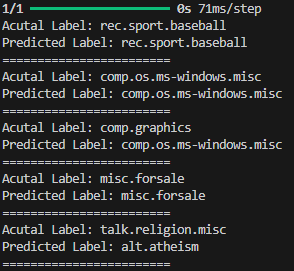 1/1 ━━━━━━━━━━━━━━━━━━━━ 0s 71ms/step
Acutal Label: rec.sport.baseball
Predicted Label: rec.sport.baseball
========================
Acutal Label: comp.os.ms-windows.misc
Predicted Label: comp.os.ms-windows.misc
========================
Acutal Label: comp.graphics
Predicted Label: comp.os.ms-windows.misc
========================
Acutal Label: misc.forsale
Predicted Label: misc.forsale
========================
Acutal Label: talk.religion.misc
Predicted Label: alt.atheism
========================